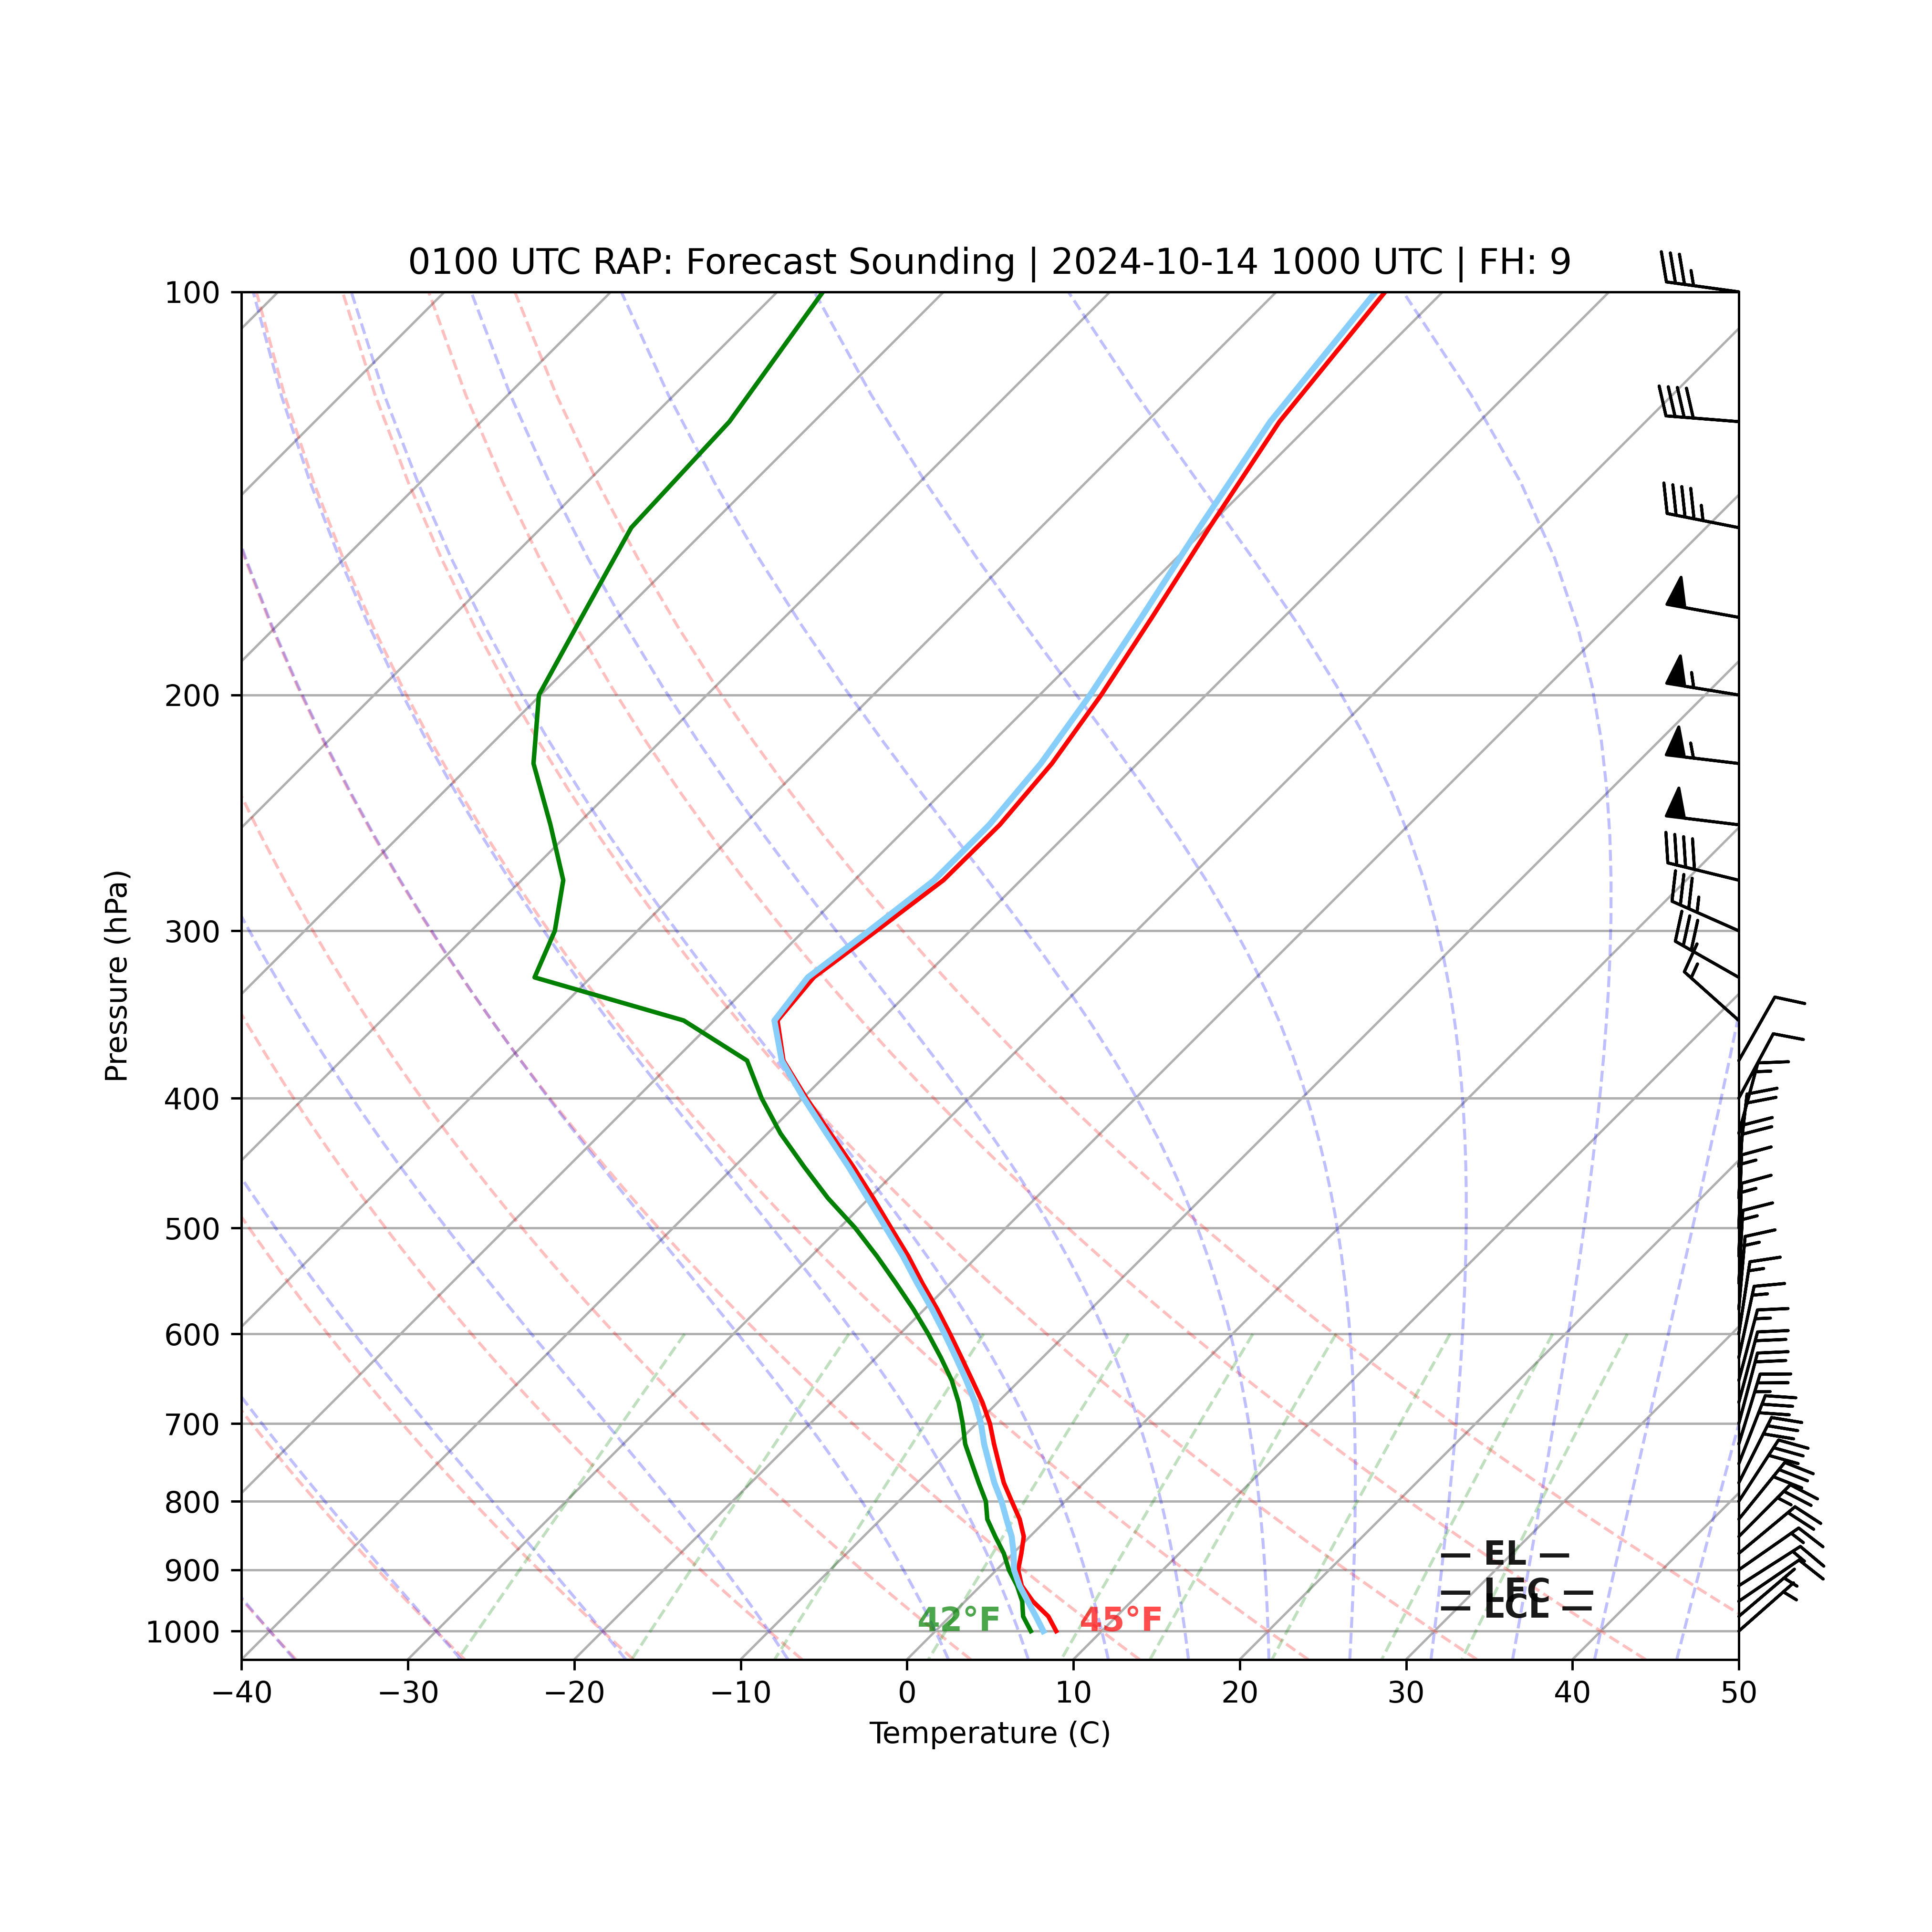 0100 UTC RAP: Forecast Sounding | 2024-10-14 1000 UTC | FH: 9
100
200
300
400
500
600
700
800
900
1000
Pressure (hPa)
— EL —
— LFC —
— LCL —
42°F
45°F
−40
−30
−20
−10
0
10
20
30
40
50
Temperature (C)